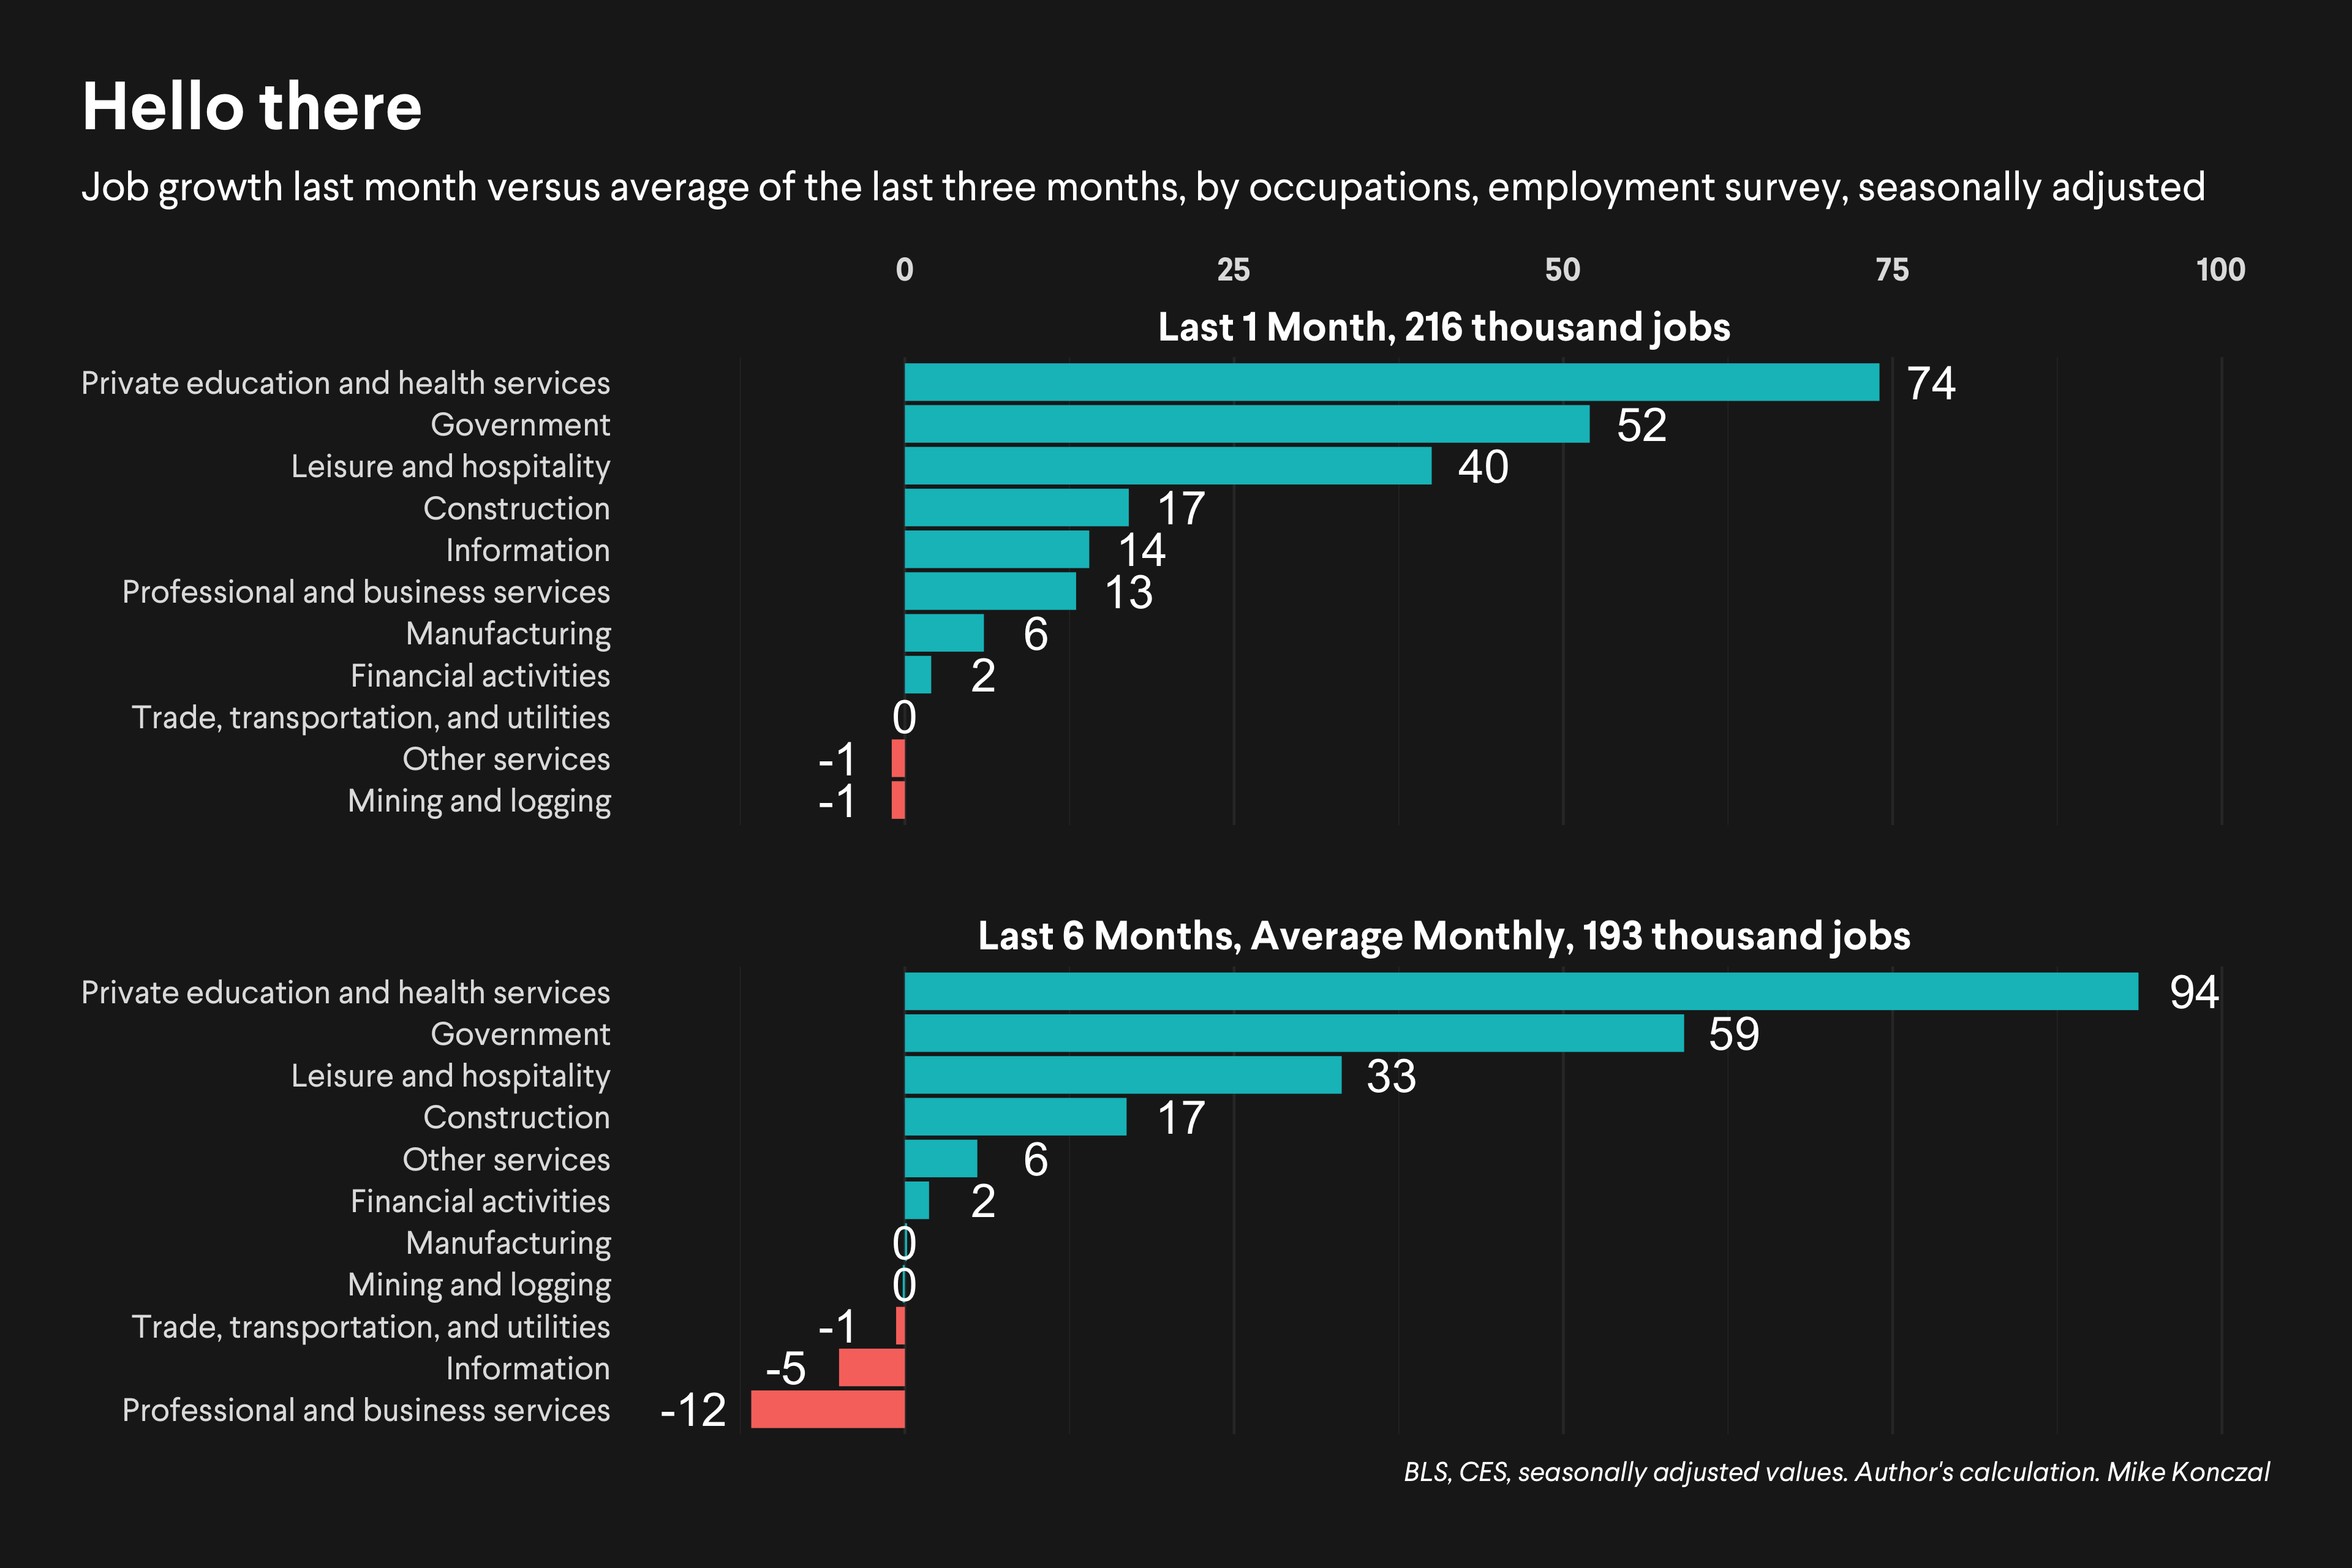 Hello there
Job growth last month versus average of the last three months, by occupations, employment survey, seasonally adjusted
0 25 50 75 100
Last 1 Month, 216 thousand jobs
Private education and health services 74
Government 52
Leisure and hospitality 40
Construction 17
Information 14
Professional and business services 13
Manufacturing 6
Financial activities 2
Trade, transportation, and utilities 0
Other services -1
Mining and logging -1
Last 6 Months, Average Monthly, 193 thousand jobs
Private education and health services 94
Government 59
Leisure and hospitality 33
Construction 17
Other services 6
Financial activities 2
Manufacturing 0
Mining and logging 0
Trade, transportation, and utilities -1
Information -5
Professional and business services -12
BLS, CES, seasonally adjusted values. Author's calculation. Mike Konczal